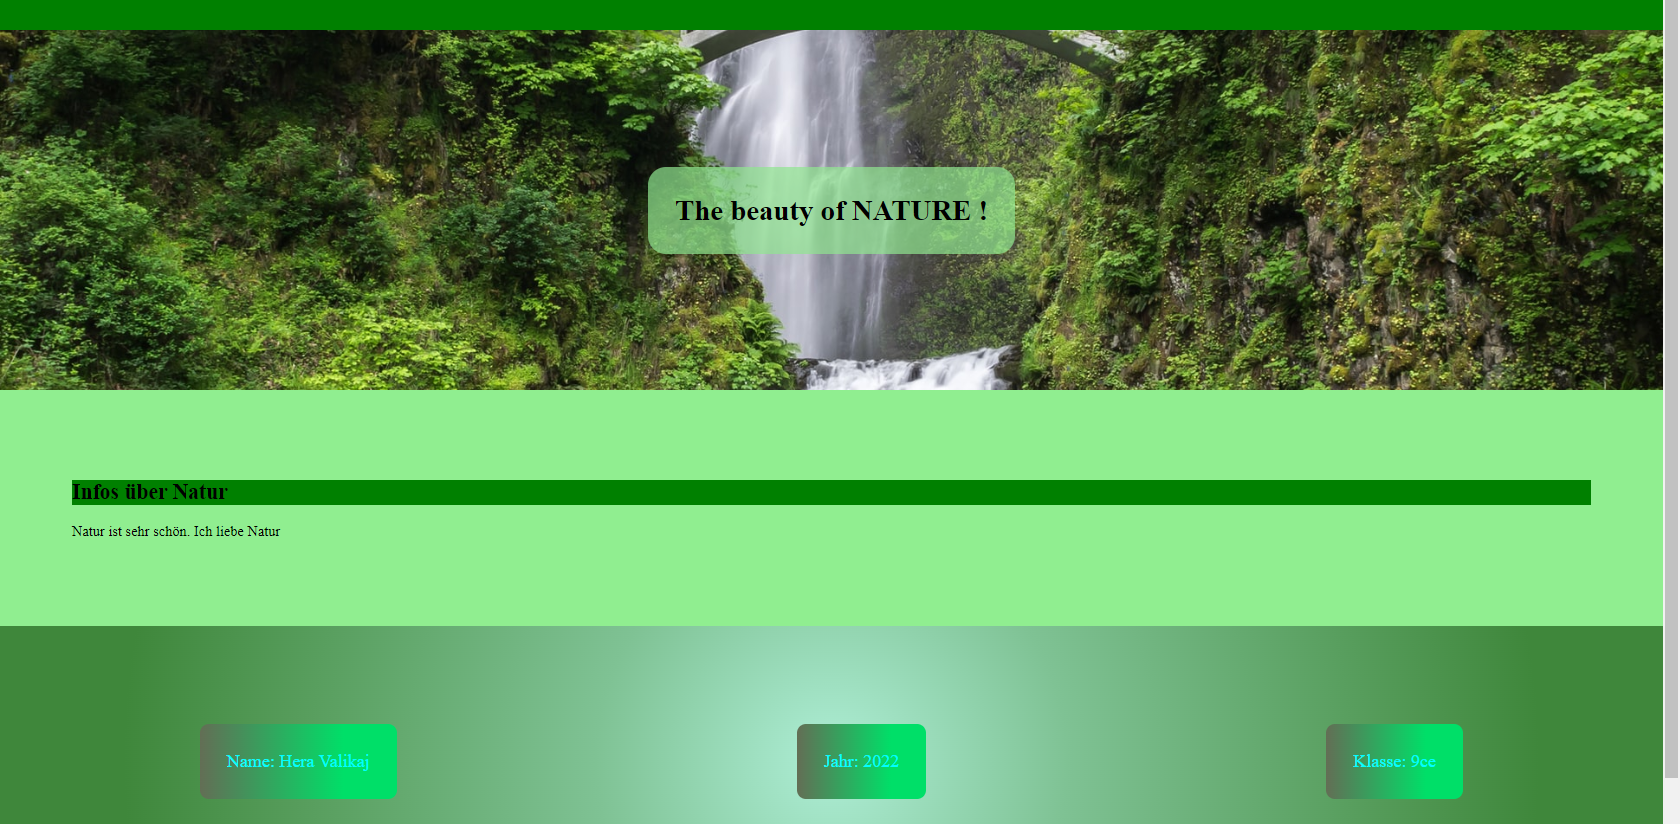 The beauty of NATURE !
Infos über Natur
Natur ist sehr schön. Ich liebe Natur
Name: Hera Valikaj
Jahr: 2022
Klasse: 9ce